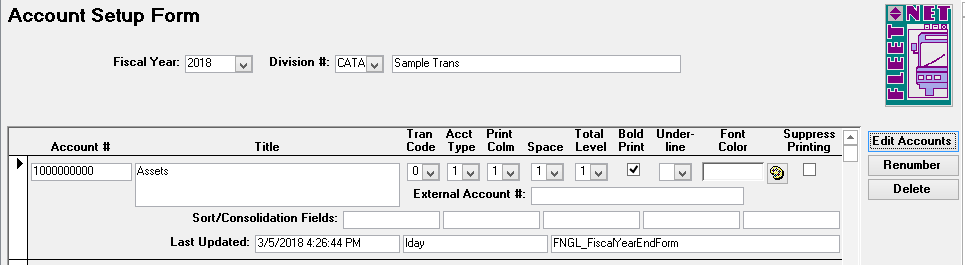 Account Setup Form
FLEET NET
Fiscal Year: 2018 Division #: CATA Sample Trans
Account # Title Tran Code Acct Type Print Colm Space Total Level Bold Print Under-line Font Color Suppress Printing
Edit Accounts
1000000000 Assets 0 1 1 1 1
Renumber
External Account #:
Delete
Sort/Consolidation Fields:
Last Updated: 3/5/2018 4:26:44 PM lday FNGL_FiscalYearEndForm